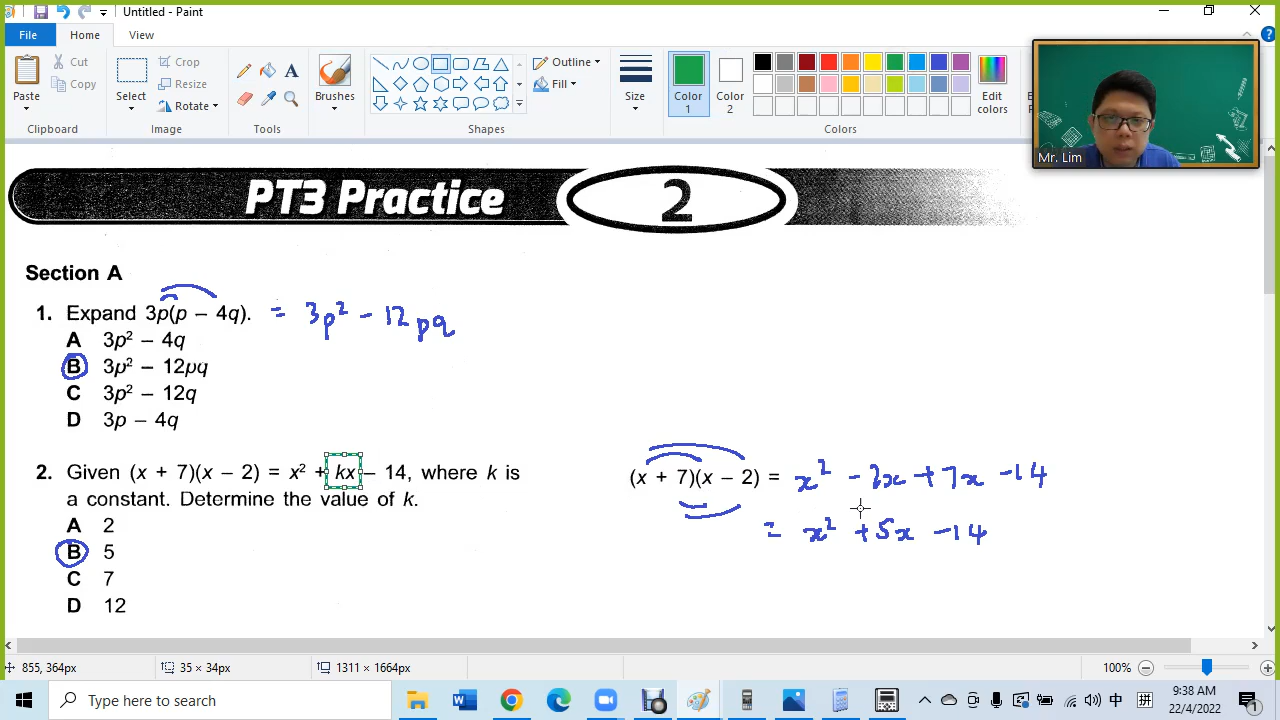 Untitled - Paint
File Home View
Paste
Cut
Copy
Clipboard
Select
Crop
Resize
Rotate
Image
Tools
Brushes
Shapes
Outline
Fill
Size
Color 1
Color 2
Edit colors
Colors
Mr. Lim
PT3 Practice 2
Section A
1. Expand 3p(p – 4q). = 3p² - 12pq
A 3p² – 4q
B 3p² – 12pq
C 3p² – 12q
D 3p – 4q
2. Given (x + 7)(x – 2) = x² + kx – 14, where k is
a constant. Determine the value of k.
A 2
B 5
C 7
D 12
(x + 7)(x – 2) = x² - 2x + 7x - 14
= x² + 5x - 14
855, 364px
35 × 34px
1311 × 1664px
100%
Type here to search
中
拼
9:38 AM
22/4/2022
1